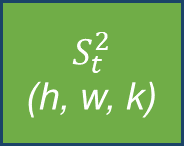 $S_t^2$
(h, w, k)